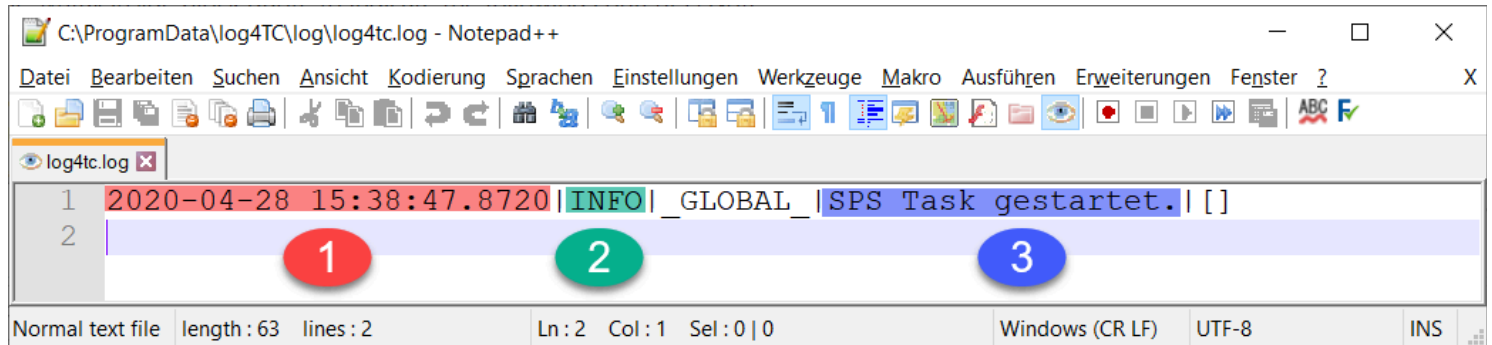 C:\ProgramData\log4TC\log\log4tc.log - Notepad++
Datei Bearbeiten Suchen Ansicht Kodierung Sprachen Einstellungen Werkzeuge Makro Ausführen Erweiterungen Fenster ? X
ABC
log4tc.log
1 2020-04-28 15:38:47.8720|INFO|_GLOBAL_|SPS Task gestartet.|[]
2
1 2 3
Normal text file length : 63 lines : 2 Ln : 2 Col : 1 Sel : 0 | 0 Windows (CR LF) UTF-8 INS